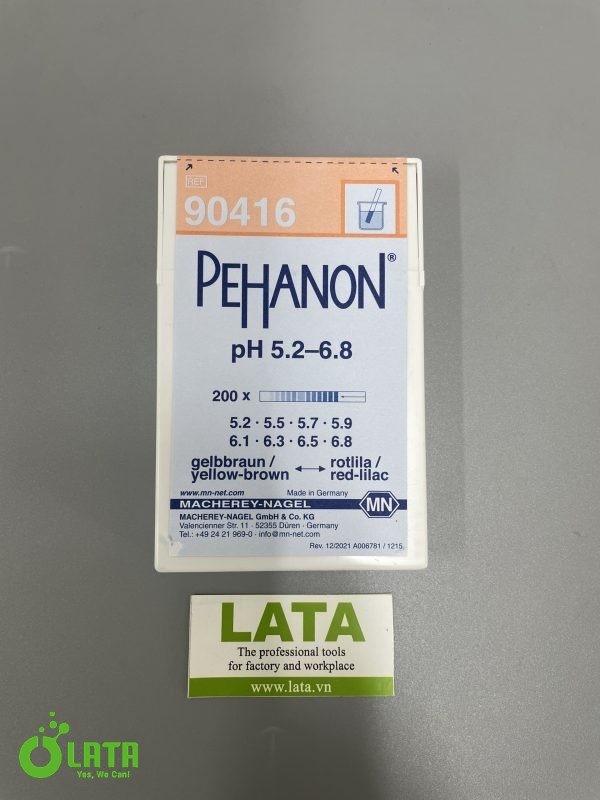 REF
90416
PEHANON®
pH 5.2–6.8
200 x
5.2 · 5.5 · 5.7 · 5.9
6.1 · 6.3 · 6.5 · 6.8
gelbbraun / rotlila /
yellow-brown red-lilac
www.mn-net.com Made in Germany
MACHEREY-NAGEL MN
MACHEREY-NAGEL GmbH & Co. KG
Valencienner Str. 11 · 52355 Düren · Germany
Tel.: +49 24 21 969-0 · info@mn-net.com
Rev. 12/2021 A006781 / 1215
LATA
The professional tools
for factory and workplace
www.lata.vn
LATA
Yes, We Can!